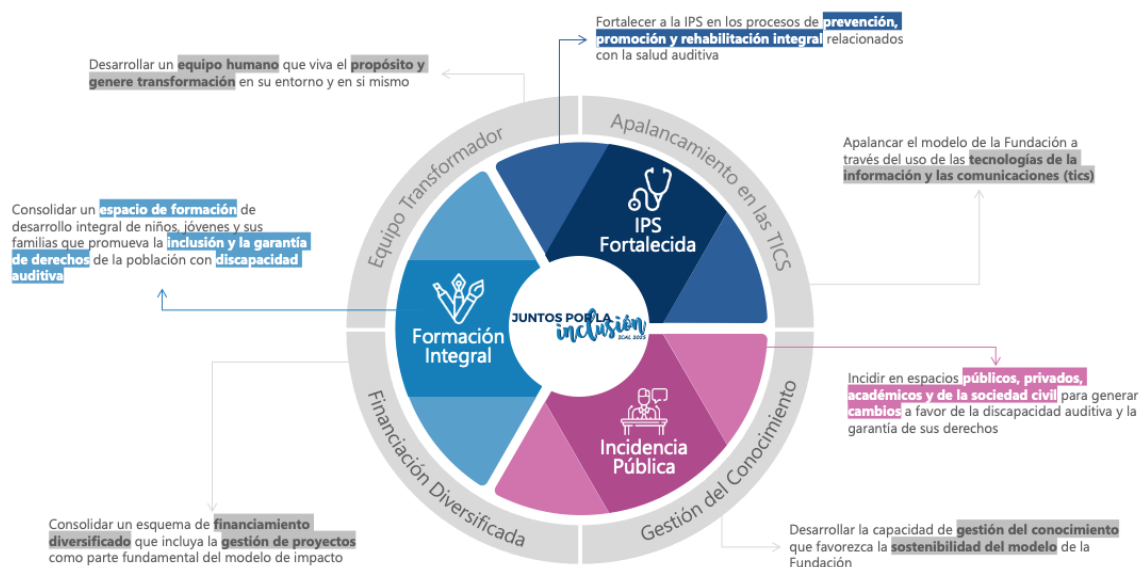 Fortalecer a la IPS en los procesos de prevención,
promoción y rehabilitación integral relacionados
con la salud auditiva
Desarrollar un equipo humano que viva el propósito y
genere transformación en su entorno y en si mismo
Equipo Transformador
Apalancamiento en las TICS
Apalancar el modelo de la Fundación a
través del uso de las tecnologías de la
información y las comunicaciones (tics)
IPS
Fortalecida
Consolidar un espacio de formación de
desarrollo integral de niños, jóvenes y sus
familias que promueva la inclusión y la garantía
de derechos de la población con discapacidad
auditiva
Formación
Integral
JUNTOS POR LA
inclusión
ICAL 2025
Incidir en espacios públicos, privados,
académicos y de la sociedad civil para generar
cambios a favor de la discapacidad auditiva y la
garantía de sus derechos
Incidencia
Pública
Financiación Diversificada
Gestión del Conocimiento
Consolidar un esquema de financiamiento
diversificado que incluya la gestión de proyectos
como parte fundamental del modelo de impacto
Desarrollar la capacidad de gestión del conocimiento
que favorezca la sostenibilidad del modelo de la
Fundación